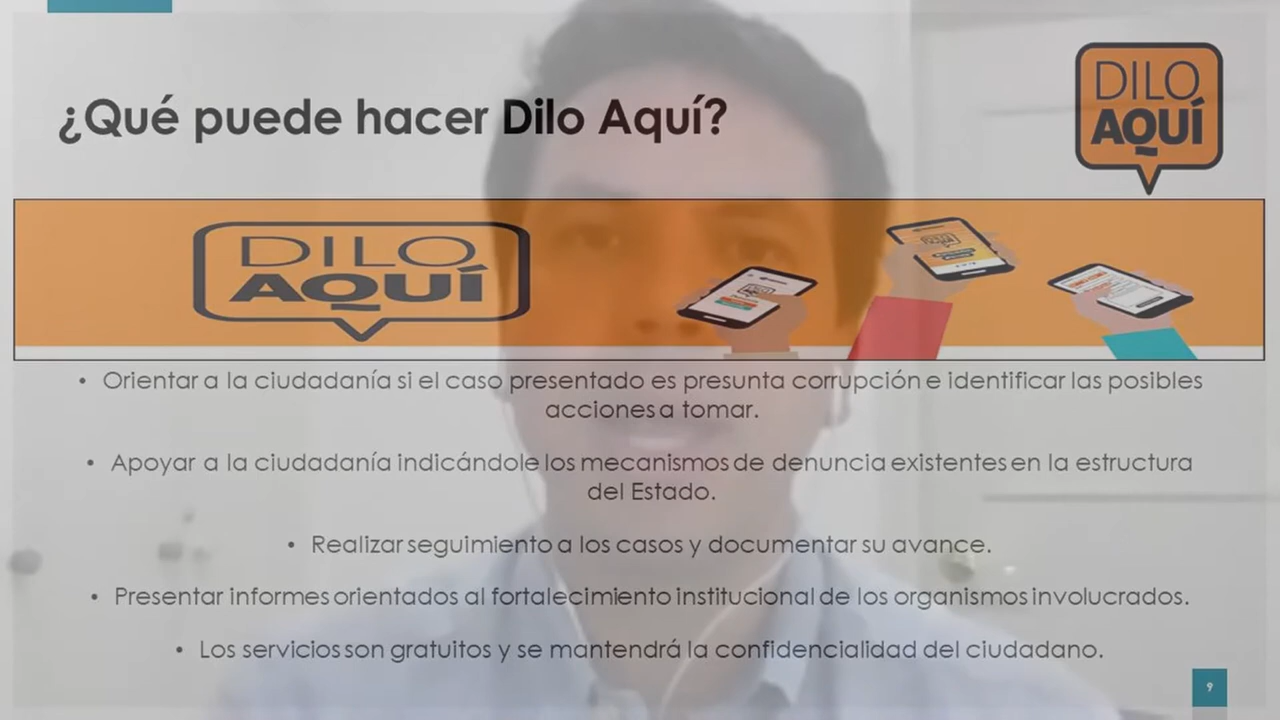 ¿Qué puede hacer Dilo Aquí?
DILO
AQUÍ
DILO
AQUÍ
• Orientar a la ciudadanía si el caso presentado es presunta corrupción e identificar las posibles
acciones a tomar.
• Apoyar a la ciudadanía indicándole los mecanismos de denuncia existentes en la estructura
del Estado.
• Realizar seguimiento a los casos y documentar su avance.
• Presentar informes orientados al fortalecimiento institucional de los organismos involucrados.
• Los servicios son gratuitos y se mantendrá la confidencialidad del ciudadano.
9